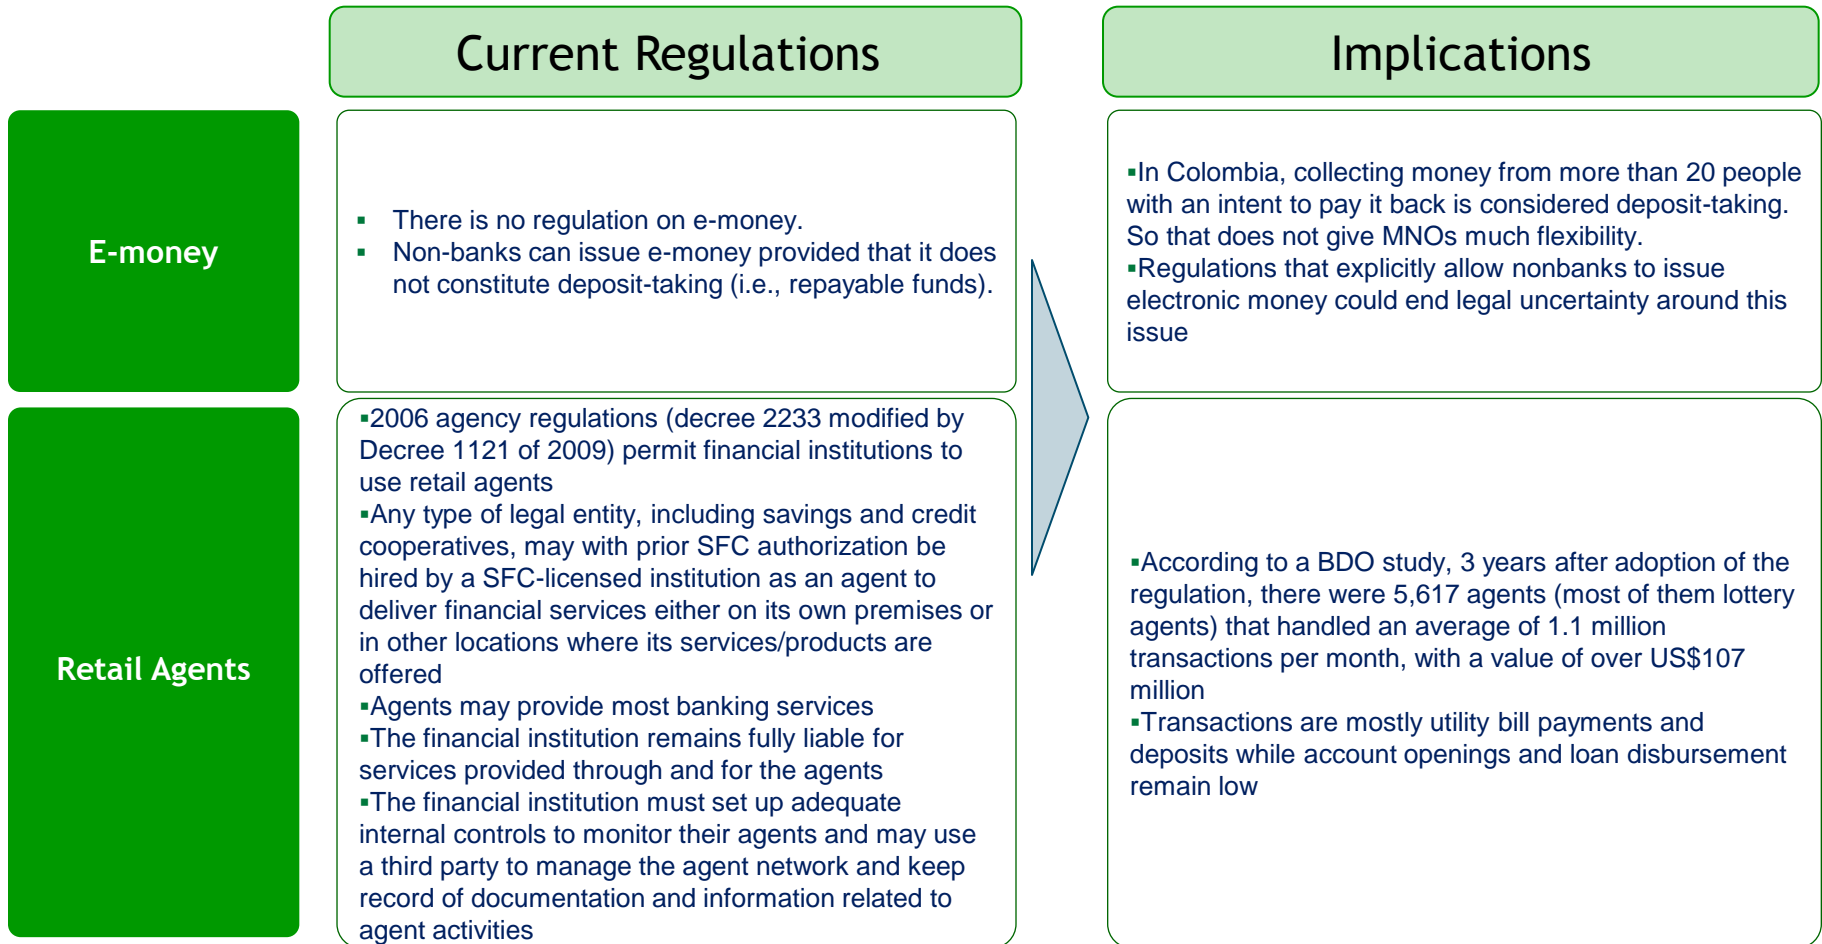 Current Regulations
Implications
E-money
▪ There is no regulation on e-money.
▪ Non-banks can issue e-money provided that it does
not constitute deposit-taking (i.e., repayable funds).
▪In Colombia, collecting money from more than 20 people
with an intent to pay it back is considered deposit-taking.
So that does not give MNOs much flexibility.
▪Regulations that explicitly allow nonbanks to issue
electronic money could end legal uncertainty around this
issue
Retail Agents
▪2006 agency regulations (decree 2233 modified by
Decree 1121 of 2009) permit financial institutions to
use retail agents
▪Any type of legal entity, including savings and credit
cooperatives, may with prior SFC authorization be
hired by a SFC-licensed institution as an agent to
deliver financial services either on its own premises or
in other locations where its services/products are
offered
▪Agents may provide most banking services
▪The financial institution remains fully liable for
services provided through and for the agents
▪The financial institution must set up adequate
internal controls to monitor their agents and may use
a third party to manage the agent network and keep
record of documentation and information related to
agent activities
▪According to a BDO study, 3 years after adoption of the
regulation, there were 5,617 agents (most of them lottery
agents) that handled an average of 1.1 million
transactions per month, with a value of over US$107
million
▪Transactions are mostly utility bill payments and
deposits while account openings and loan disbursement
remain low